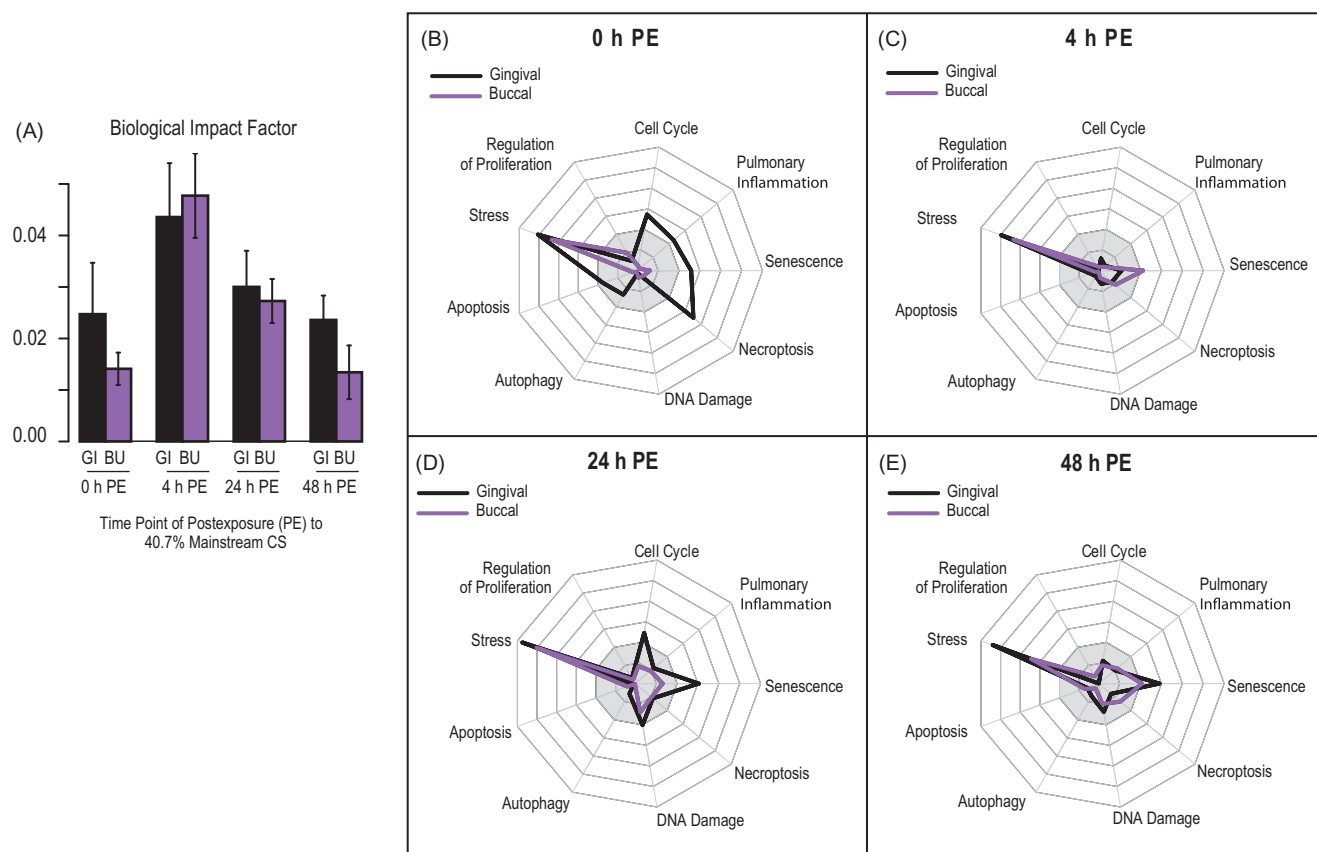 (A)
Biological Impact Factor
0.04
0.02
0.00
GI BU GI BU GI BU GI BU
0 h PE 4 h PE 24 h PE 48 h PE
Time Point of Postexposure (PE) to
40.7% Mainstream CS
(B)
0 h PE
Gingival
Buccal
Cell Cycle
Regulation
of Proliferation
Pulmonary
Inflammation
Stress
Senescence
Apoptosis
Necroptosis
Autophagy
DNA Damage
(C)
4 h PE
Gingival
Buccal
Cell Cycle
Regulation
of Proliferation
Pulmonary
Inflammation
Stress
Senescence
Apoptosis
Necroptosis
Autophagy
DNA Damage
(D)
24 h PE
Gingival
Buccal
Cell Cycle
Regulation
of Proliferation
Pulmonary
Inflammation
Stress
Senescence
Apoptosis
Necroptosis
Autophagy
DNA Damage
(E)
48 h PE
Gingival
Buccal
Cell Cycle
Regulation
of Proliferation
Pulmonary
Inflammation
Stress
Senescence
Apoptosis
Necroptosis
Autophagy
DNA Damage